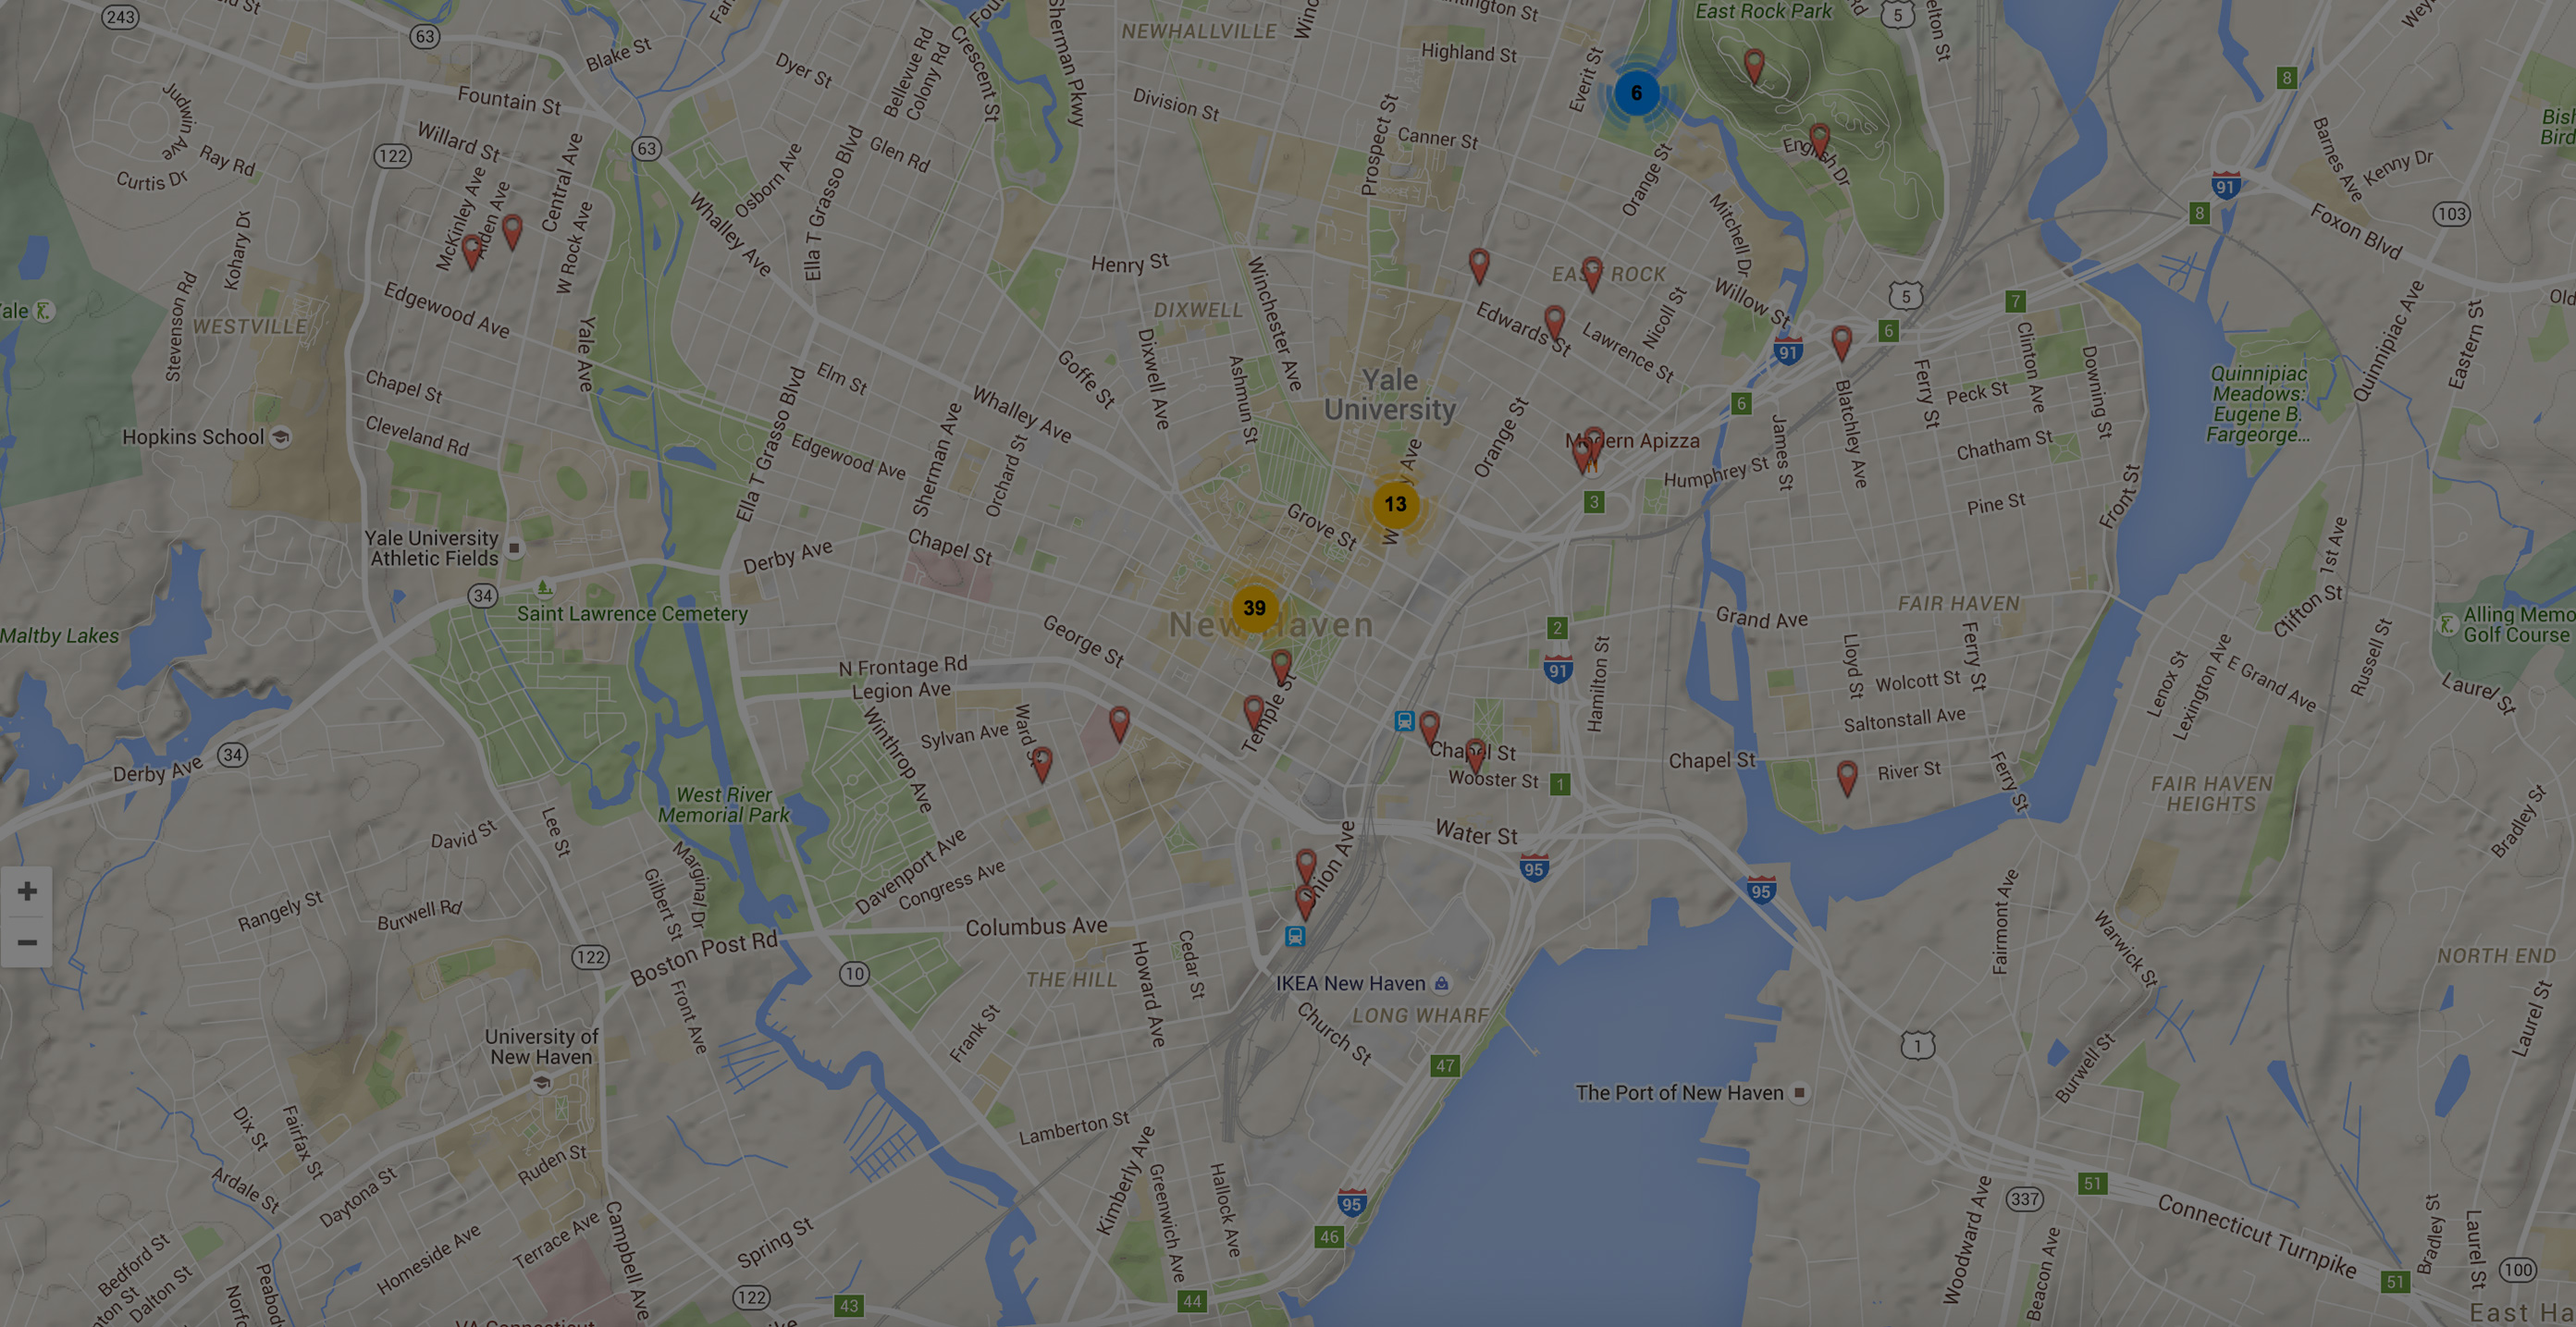 243
63
Blake St
Fountain St
Willard St
122
63
Judwin Ave
Ray Rd
Curtis Dr
Kohary Dr
McKinley Ave
Alden Ave
Central Ave
W Rock Ave
Stevenson Rd
Edgewood Ave
WESTVILLE
Yale Ave
Chapel St
Cleveland Rd
Hopkins School
Yale University
Athletic Fields
34
Saint Lawrence Cemetery
Maltby Lakes
34
Derby Ave
Dyer St
Bellevue Rd
Colony Rd
Crescent St
Glen Rd
Osborn Ave
Ella T Grasso Blvd
Whalley Ave
Sherman Pkwy
NEWHALLVILLE
Division St
Highland St
Canner St
Prospect St
Everit St
6
East Rock Park
English Dr
Orange St
Mitchell Dr
5
Henry St
DIXWELL
Winchester Ave
EAST ROCK
Edwards St
Lawrence St
Nicoll St
Willow St
91
6
5
6
7
8
8
91
Barnes Ave
Kenny Dr
Foxon Blvd
103
Quinnipiac Ave
Eastern St
Quinnipiac
Meadows:
Eugene B.
Fargeorge...
Elm St
Goffe St
Dixwell Ave
Ashmun St
Yale
University
Orange St
Modern Apizza
Humphrey St
James St
Blatchley Ave
Ferry St
Peck St
Clinton Ave
Downing St
Chatham St
Pine St
Front St
Ella T Grasso Blvd
Edgewood Ave
Sherman Ave
Orchard St
Whalley Ave
Chapel St
Derby Ave
Grove St
13
3
39
New Haven
George St
N Frontage Rd
Legion Ave
Sylvan Ave
Winthrop Ave
Temple St
2
91
Hamilton St
Chapel St
Wooster St
1
Grand Ave
FAIR HAVEN
Lloyd St
Ferry St
Wolcott St
Saltonstall Ave
Chapel St
River St
Ferry St
FAIR HAVEN
HEIGHTS
Clifton St
1st Ave
Lenox St
Lexington Ave
E Grand Ave
Russell St
Alling Memo
Golf Course
Laurel St
Bradley St
West River
Memorial Park
David St
Lee St
Marginal Dr
Gilbert St
Rangely St
Burwell Rd
Davenport Ave
Congress Ave
Columbus Ave
Boston Post Rd
122
10
Front Ave
THE HILL
Howard Ave
Cedar St
Frank St
Union Ave
Water St
95
95
IKEA New Haven
LONG WHARF
Church St
47
The Port of New Haven
1
Fairmont Ave
Warwick St
Burwell St
NORTH END
Laurel St
University of
New Haven
Dix St
Fairfax St
Ardale St
Daytona St
Ruden St
Terrace Ave
Homeside Ave
Bedford St
Dalton St
Campbell Ave
Spring St
122
43
Lamberton St
Kimberly Ave
Greenwich Ave
Hallock Ave
95
46
44
337
51
Connecticut Turnpike
Woodward Ave
Beacon Ave
Bradley St
Laurel St
51
100
East Ha